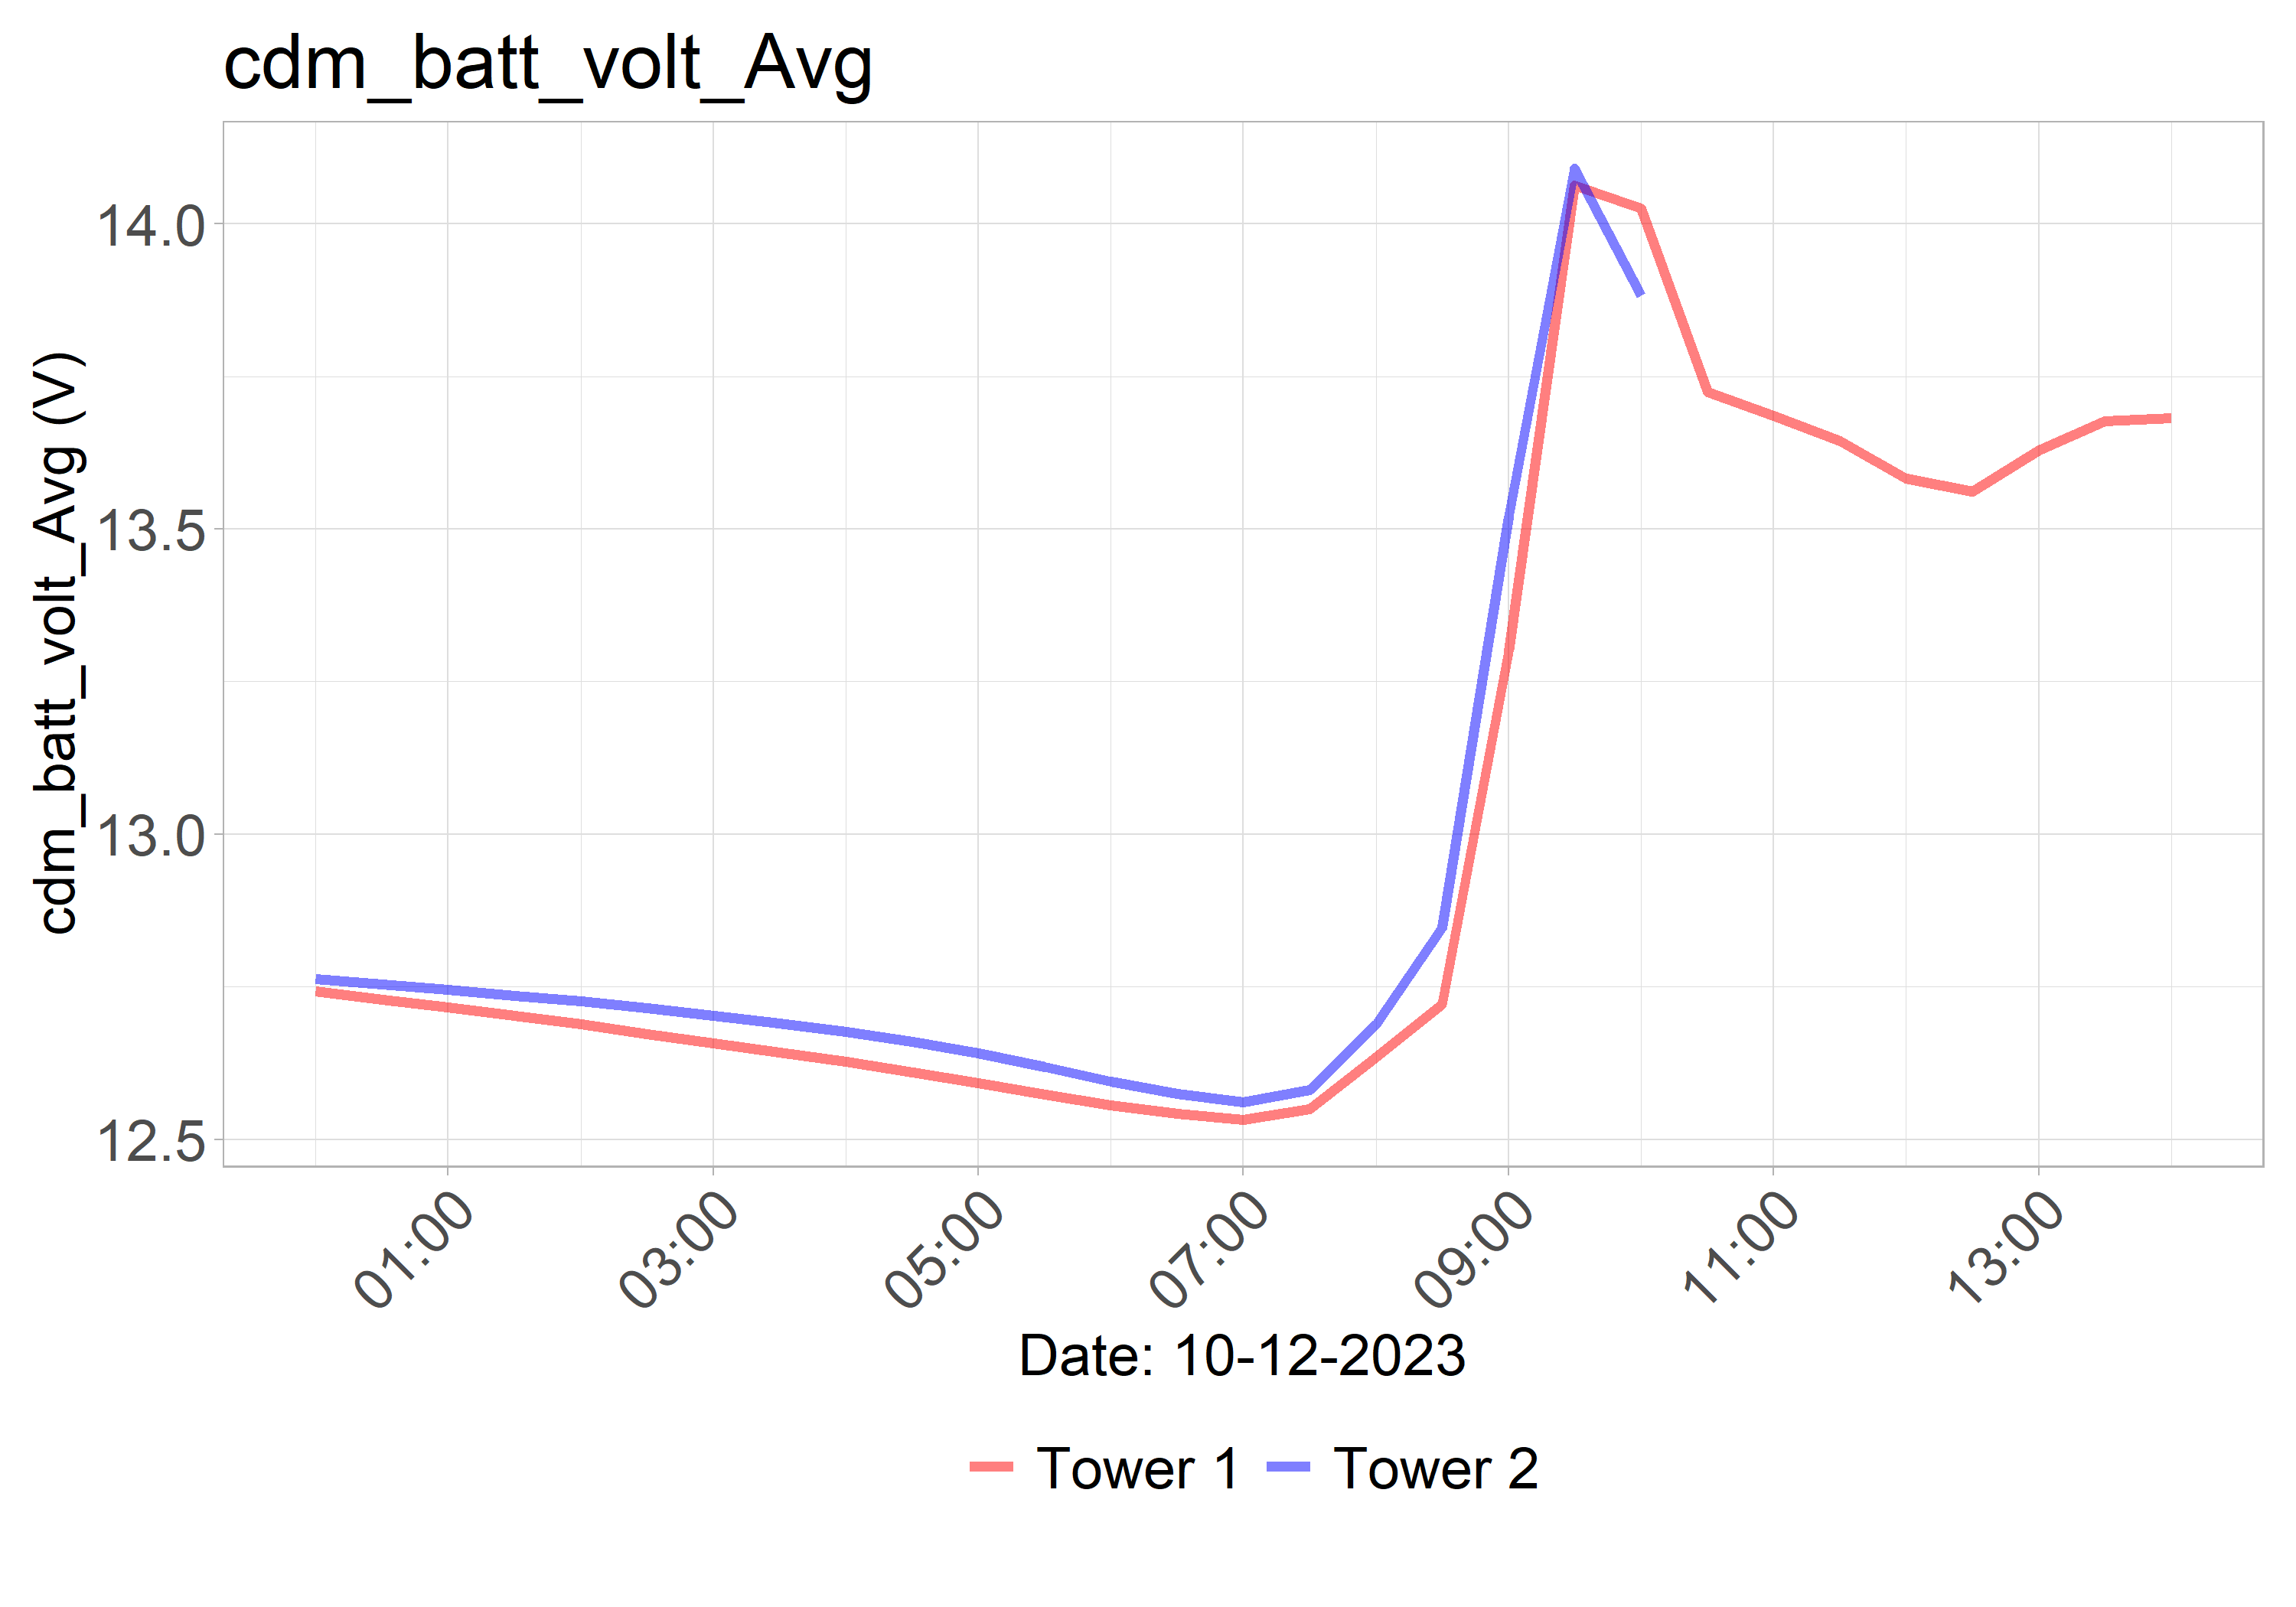 cdm_batt_volt_Avg
cdm_batt_volt_Avg (V)
14.0
13.5
13.0
12.5
01:00
03:00
05:00
07:00
09:00
11:00
13:00
Date: 10-12-2023
Tower 1
Tower 2